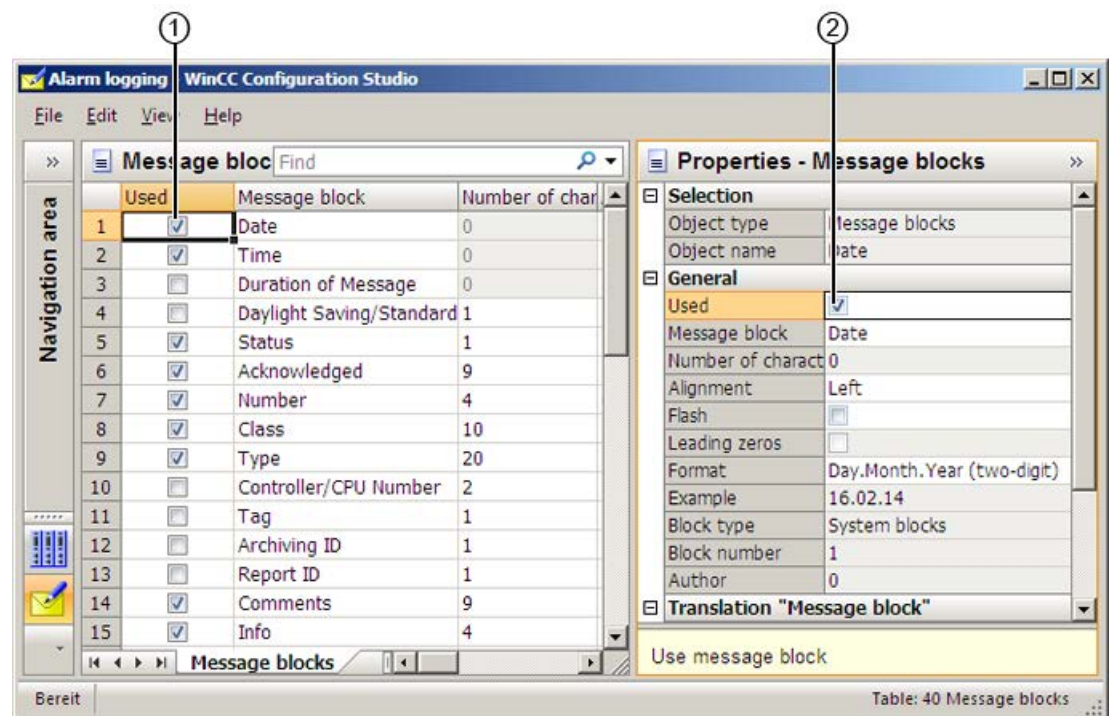 1 2
Alarm logging - WinCC Configuration Studio
File Edit View Help
Message bloc Find
Used Message block Number of char
1 Date 0
2 Time 0
3 Duration of Message 0
4 Daylight Saving/Standard 1
5 Status 1
6 Acknowledged 9
7 Number 4
8 Class 10
9 Type 20
10 Controller/CPU Number 2
11 Tag 1
12 Archiving ID 1
13 Report ID 1
14 Comments 9
15 Info 4
Message blocks
Navigation area
Properties - Message blocks
Selection
Object type Message blocks
Object name Date
General
Used
Message block Date
Number of charact 0
Alignment Left
Flash
Leading zeros
Format Day.Month.Year (two-digit)
Example 16.02.14
Block type System blocks
Block number 1
Author 0
Translation "Message block"
Use message block
Bereit Table: 40 Message blocks